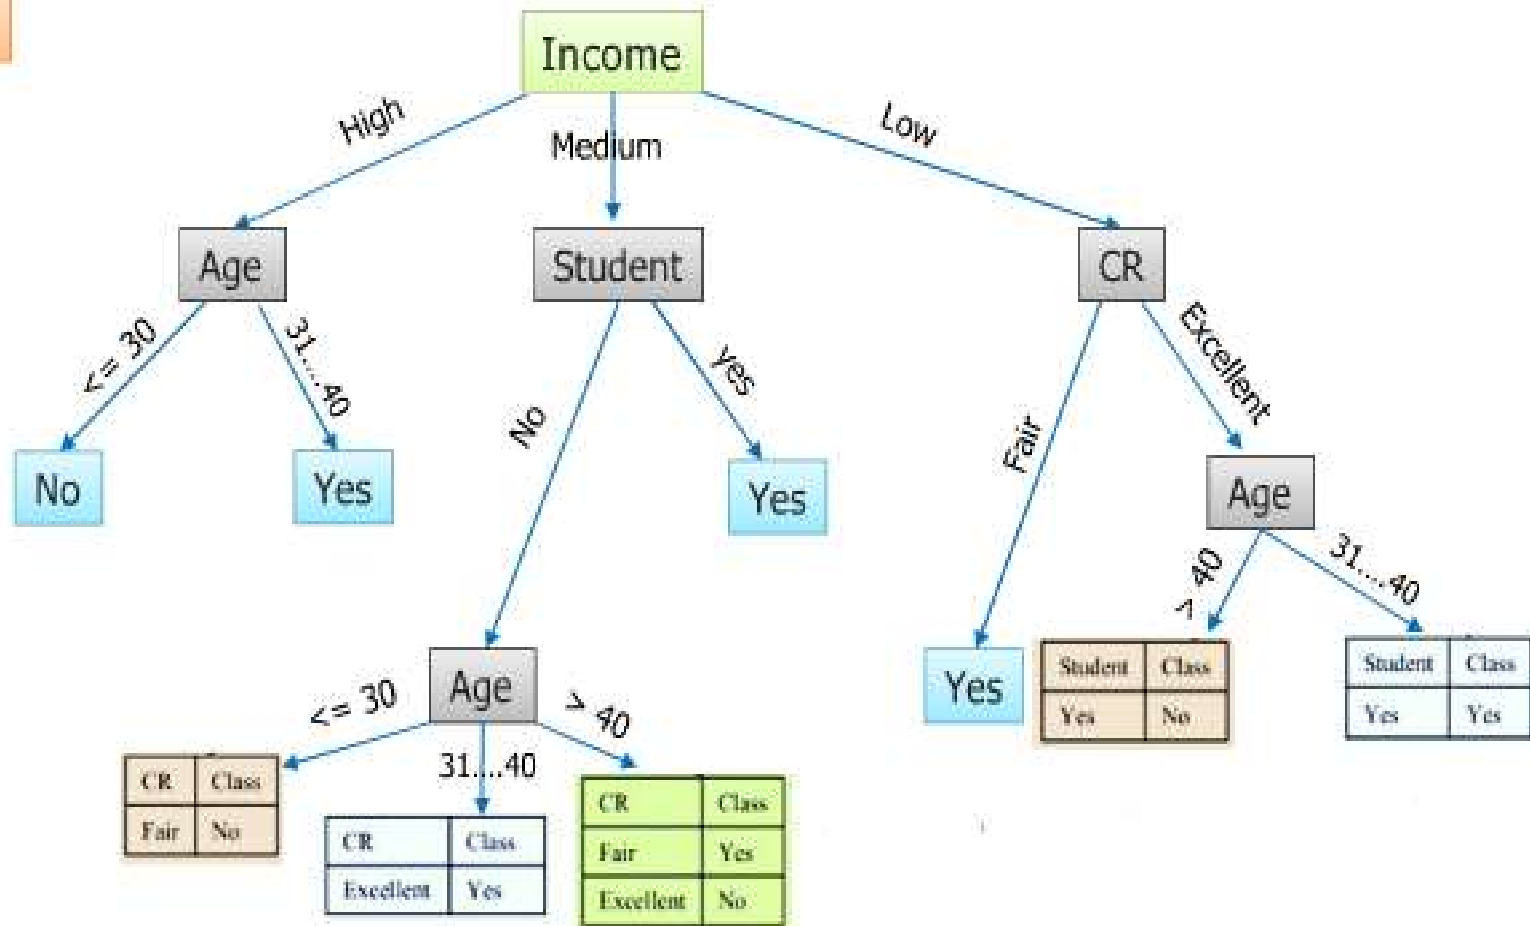 Income
High
Medium
Low
Age
Student
CR
<= 30
31....40
No
yes
Fair
Excellent
No
Yes
Yes
Age
> 40
31....40
Yes
Student Class
Yes No
Student Class
Yes Yes
Age
<= 30
31....40
> 40
CR Class
Fair No
CR Class
Excellent Yes
CR Class
Fair Yes
Excellent No